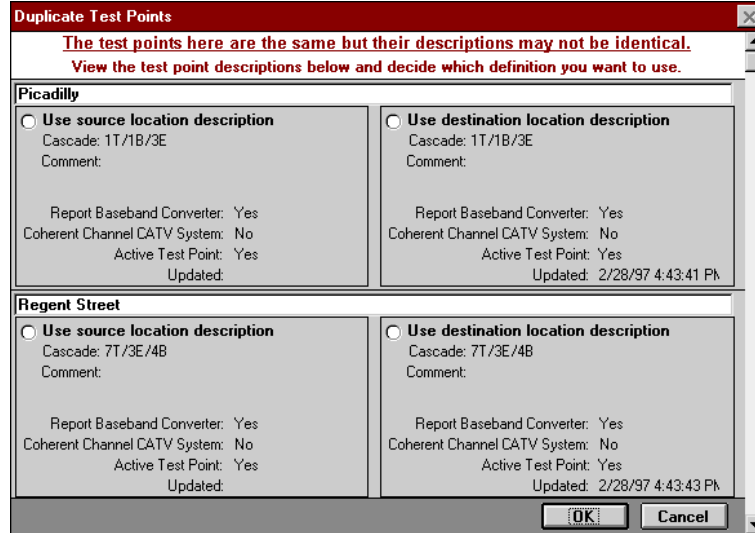 Duplicate Test Points
The test points here are the same but their descriptions may not be identical.
View the test point descriptions below and decide which definition you want to use.
Picadilly
Use source location description
Cascade: 1T/1B/3E
Comment:
Report Baseband Converter: Yes
Coherent Channel CATV System: No
Active Test Point: Yes
Updated:
Use destination location description
Cascade: 1T/1B/3E
Comment:
Report Baseband Converter: Yes
Coherent Channel CATV System: No
Active Test Point: Yes
Updated: 2/28/97 4:43:41 PM
Regent Street
Use source location description
Cascade: 7T/3E/4B
Comment:
Report Baseband Converter: Yes
Coherent Channel CATV System: No
Active Test Point: Yes
Updated:
Use destination location description
Cascade: 7T/3E/4B
Comment:
Report Baseband Converter: Yes
Coherent Channel CATV System: No
Active Test Point: Yes
Updated: 2/28/97 4:43:43 PM
OK
Cancel